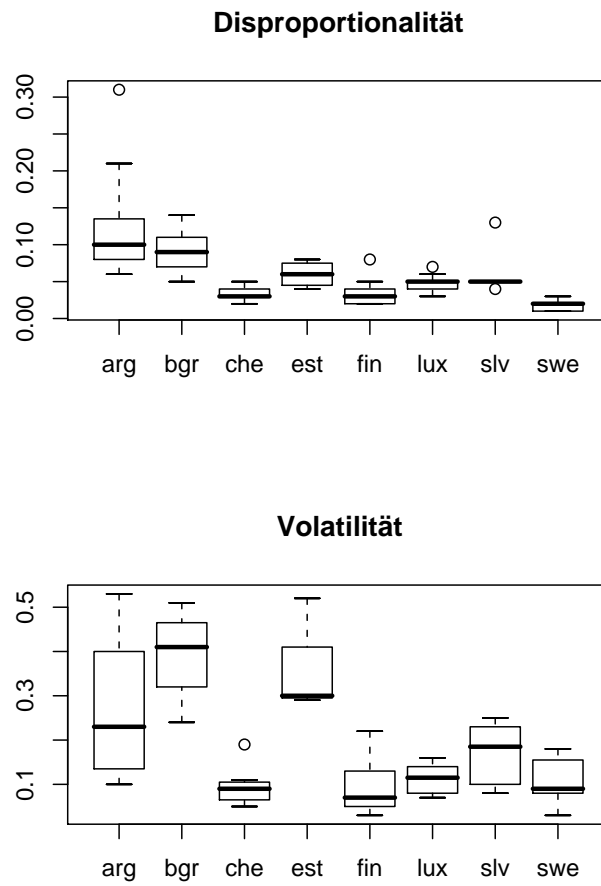 Disproportionalität
0.30
0.20
0.10
0.00
arg bgr che est fin lux slv swe
Volatilität
0.5
0.3
0.1
arg bgr che est fin lux slv swe